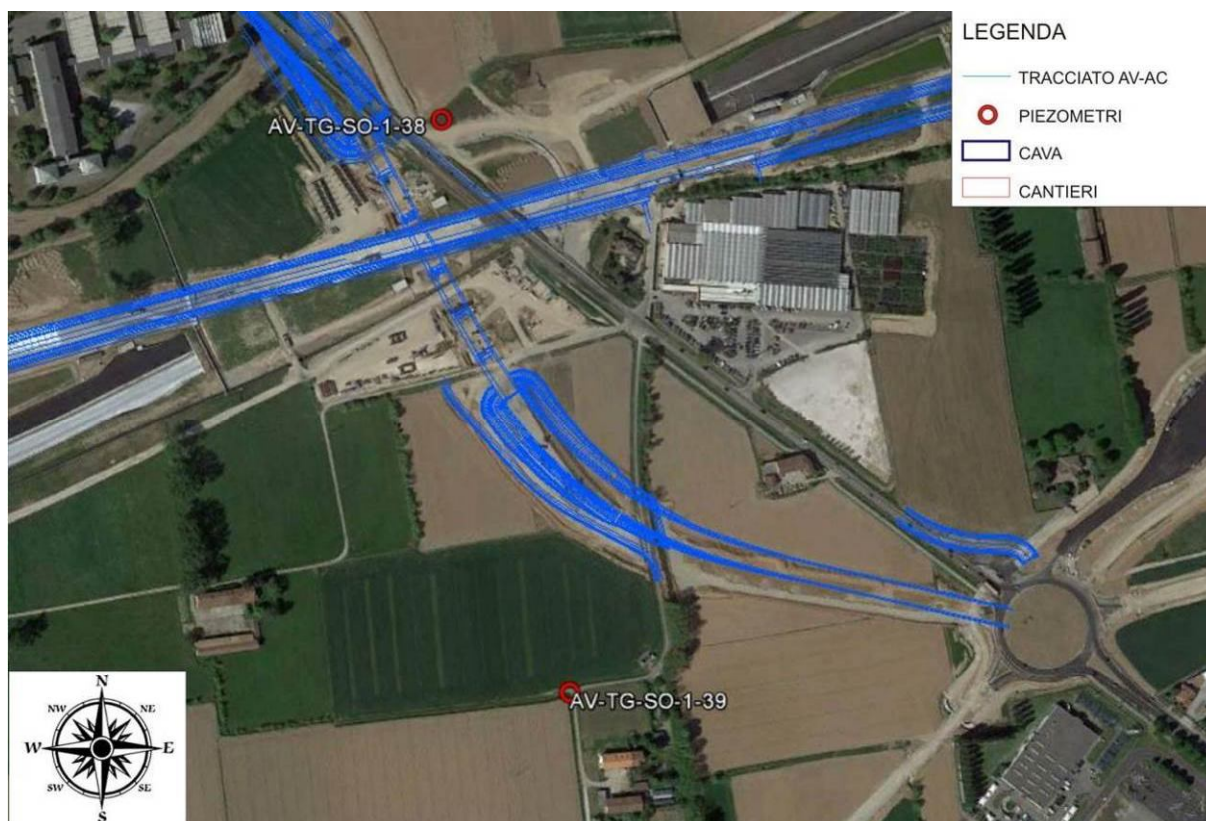 LEGENDA
TRACCIATO AV-AC
PIEZOMETRI
CAVA
CANTIERI
AV-TG-SO-1-38
AV-TG-SO-1-39
N
NW
NE
W
E
SW
SE
S